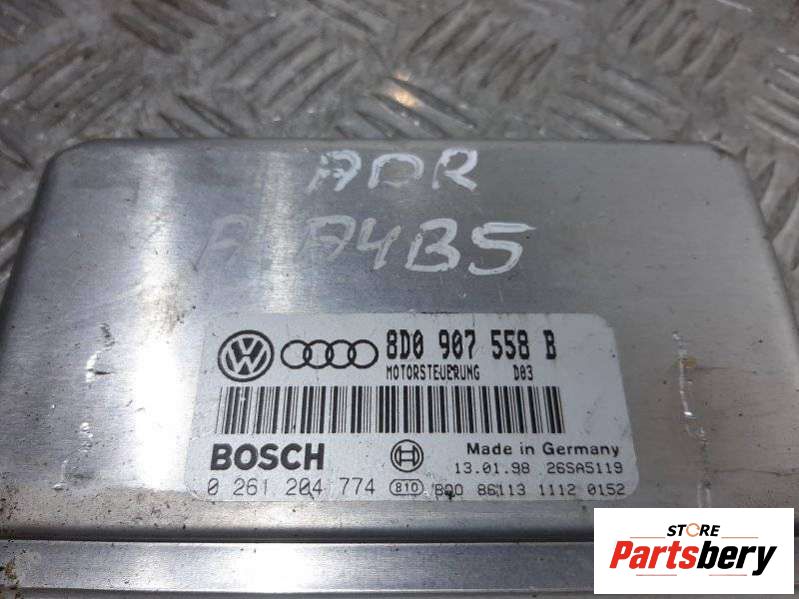 ADR
A A4B5
8D0 907 558 B
MOTORSTEUERUNG D03
BOSCH
Made in Germany
13.01.98 26SA5119
0 261 204 774 810 BQO 86113 1112 0152
STORE
Partsbery